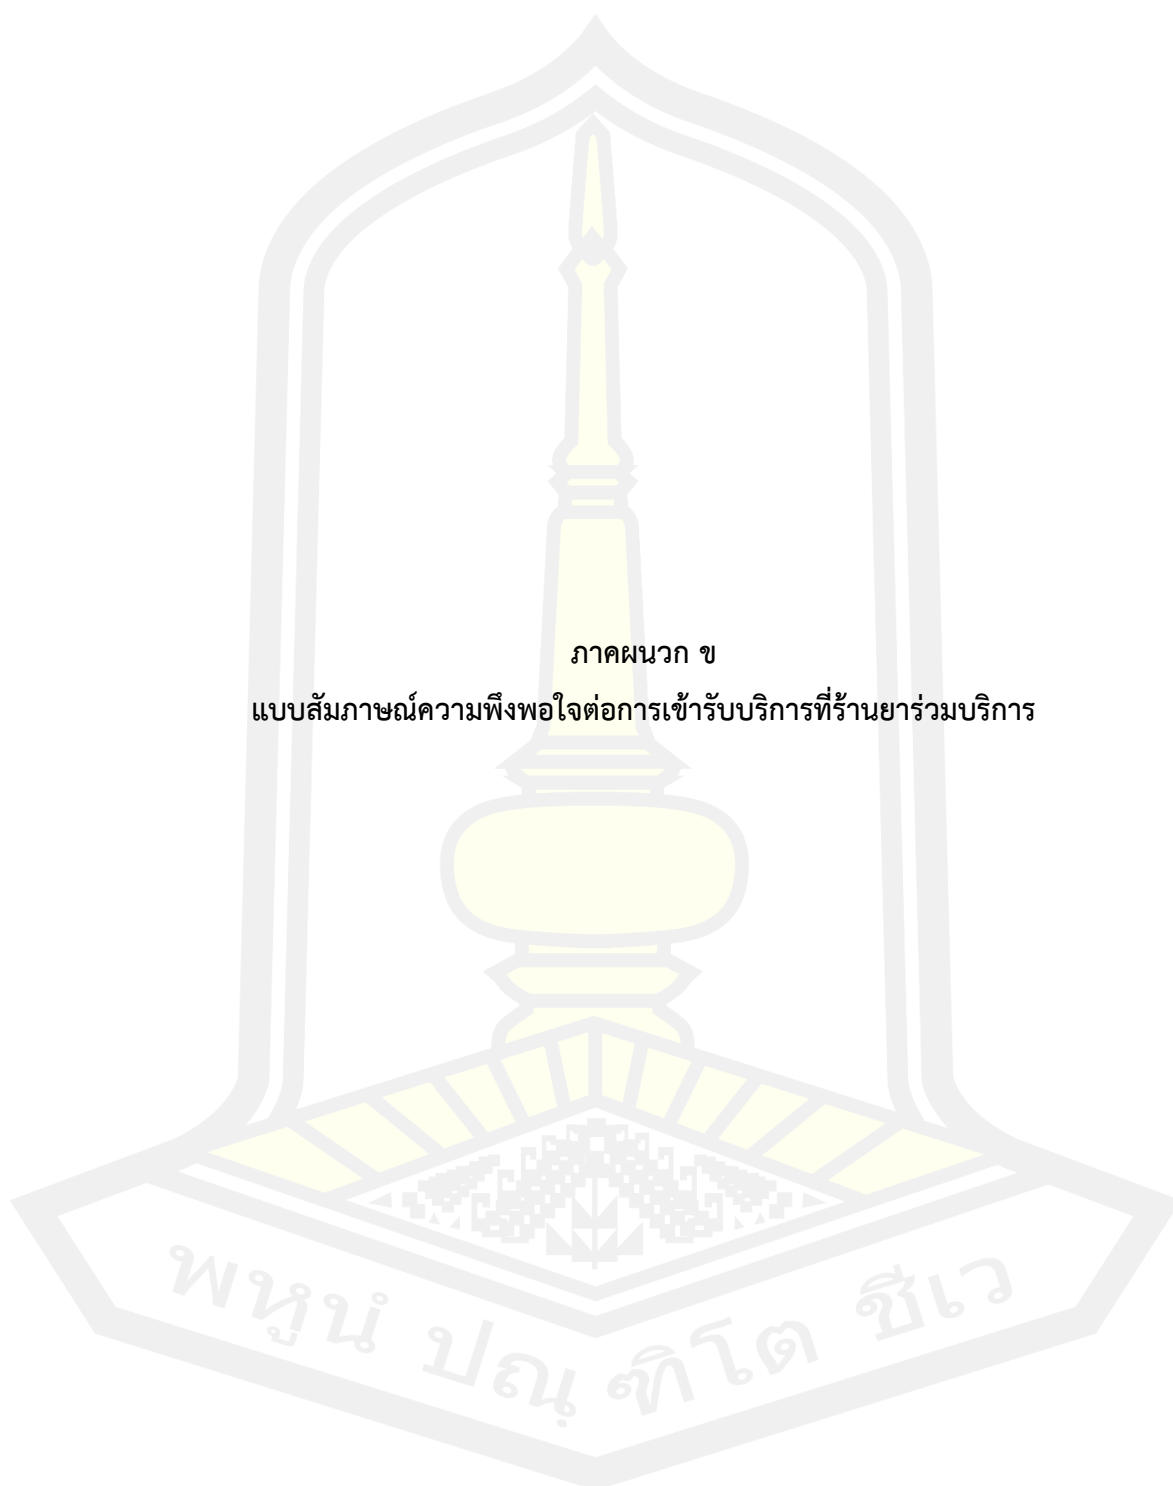 ภาคผนวก ข
แบบสัมภาษณ์ความพึงพอใจต่อการเข้ารับบริการที่ร้านยาร่วมบริการ
พหูนํ ปณฺฑิโต ชีเว